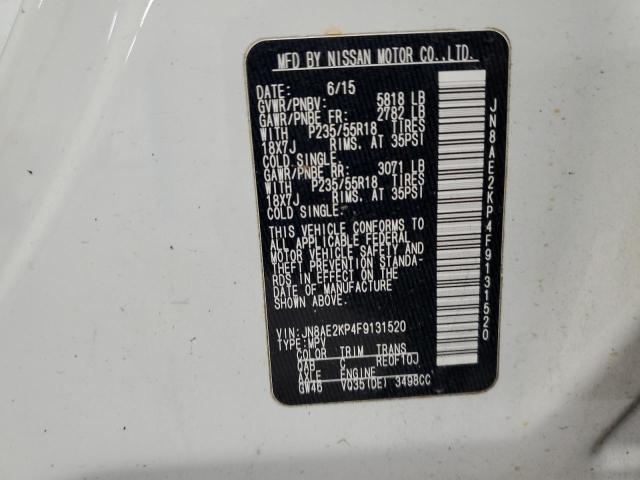 MFD BY NISSAN MOTOR CO.,LTD.
DATE: 6/15
GVWR/PNBV: 5818 LB
GAWR/PNBE FR: 2782 LB
WITH P235/55R18 TIRES
18X7J RIMS. AT 35PSI
COLD SINGLE.
GAWR/PNBE RR: 3071 LB
WITH P235/55R18 TIRES
18X7J RIMS. AT 35PSI
COLD SINGLE.
THIS VEHICLE CONFORMS TO
ALL APPLICABLE FEDERAL
MOTOR VEHICLE SAFETY AND
THEFT PREVENTION STANDA-
RDS IN EFFECT ON THE
DATE OF MANUFACTURE
SHOWN ABOVE.
VIN: JN8AE2KP4F9131520
TYPE: MPV
COLOR TRIM TRANS
QAB C RE0F10J
AXLE ENGINE
GW46 VQ35(DE) 3498CC
JN8AE2KP4F9131520